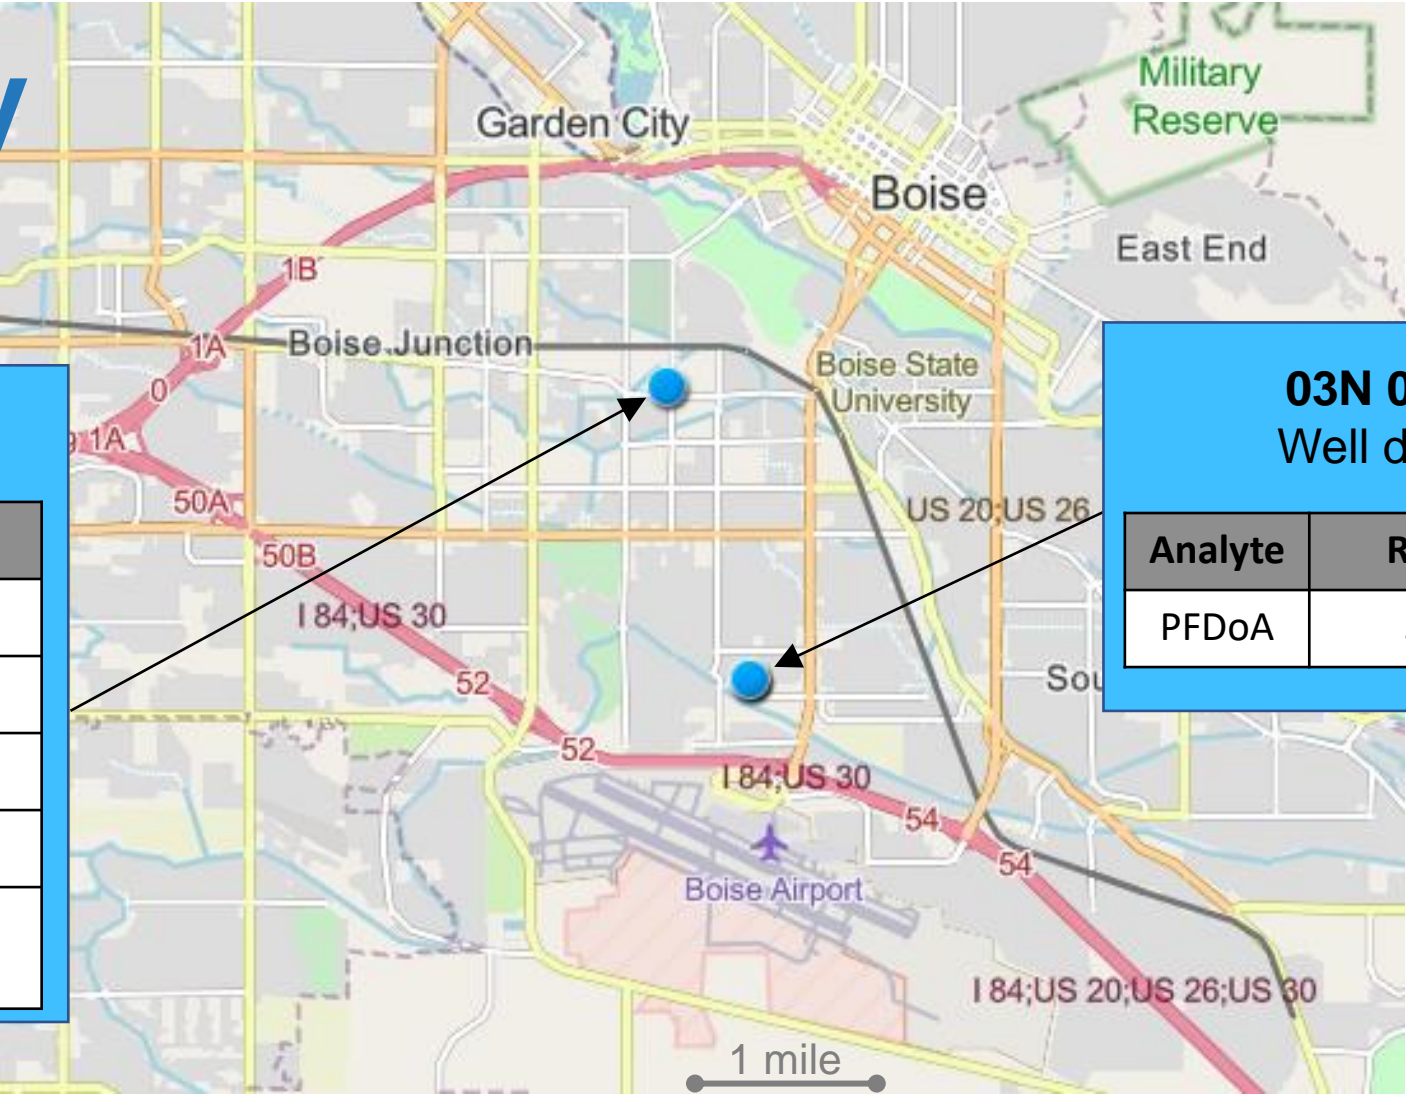 Military
Reserve
Garden City
Boise
East End
1B
Boise Junction
1A
0
1A
Boise State
University
03N 0
Well d
50A
US 20;US 26
50B
Analyte R
I 84;US 30
PFDoA
52
Sou
52
I 84;US 30
54
54
Boise Airport
I 84;US 20;US 26;US 30
1 mile